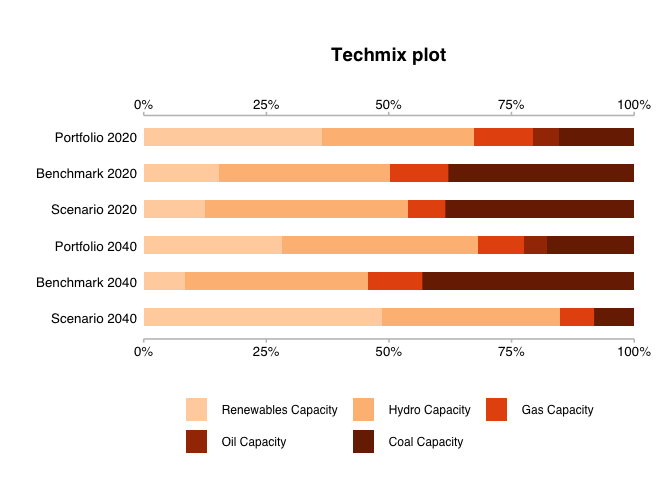 Techmix plot
0% 25% 50% 75% 100%
Portfolio 2020
Benchmark 2020
Scenario 2020
Portfolio 2040
Benchmark 2040
Scenario 2040
0% 25% 50% 75% 100%
Renewables Capacity Hydro Capacity Gas Capacity
Oil Capacity Coal Capacity